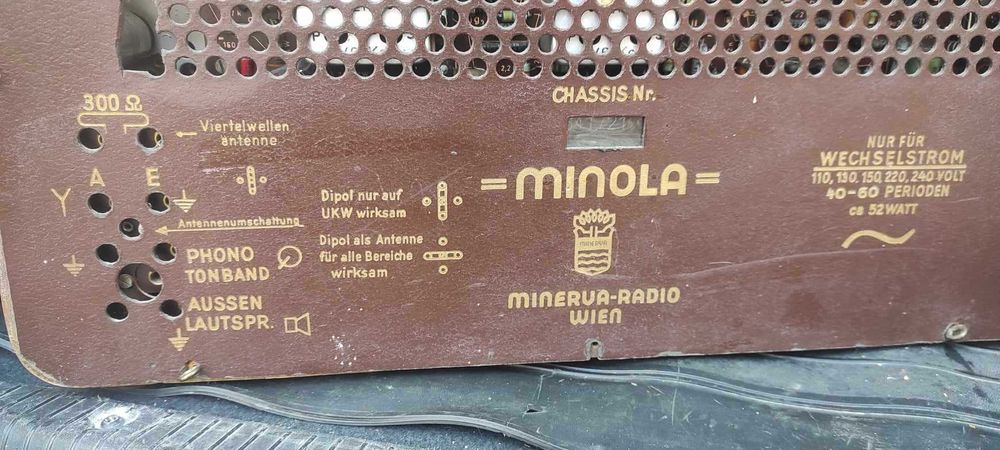 300 Ω
Viertelwellen
antenne
A E
Antennenumschaltung
PHONO
TONBAND
AUSSEN
LAUTSPR.
Dipol nur auf
UKW wirksam
Dipol als Antenne
für alle Bereiche
wirksam
CHASSIS Nr.
=MINOLA=
MINERVA
MINERVA-RADIO
WIEN
NUR FÜR
WECHSELSTROM
110, 130, 150, 220, 240 VOLT
40-60 PERIODEN
ca 52 WATT